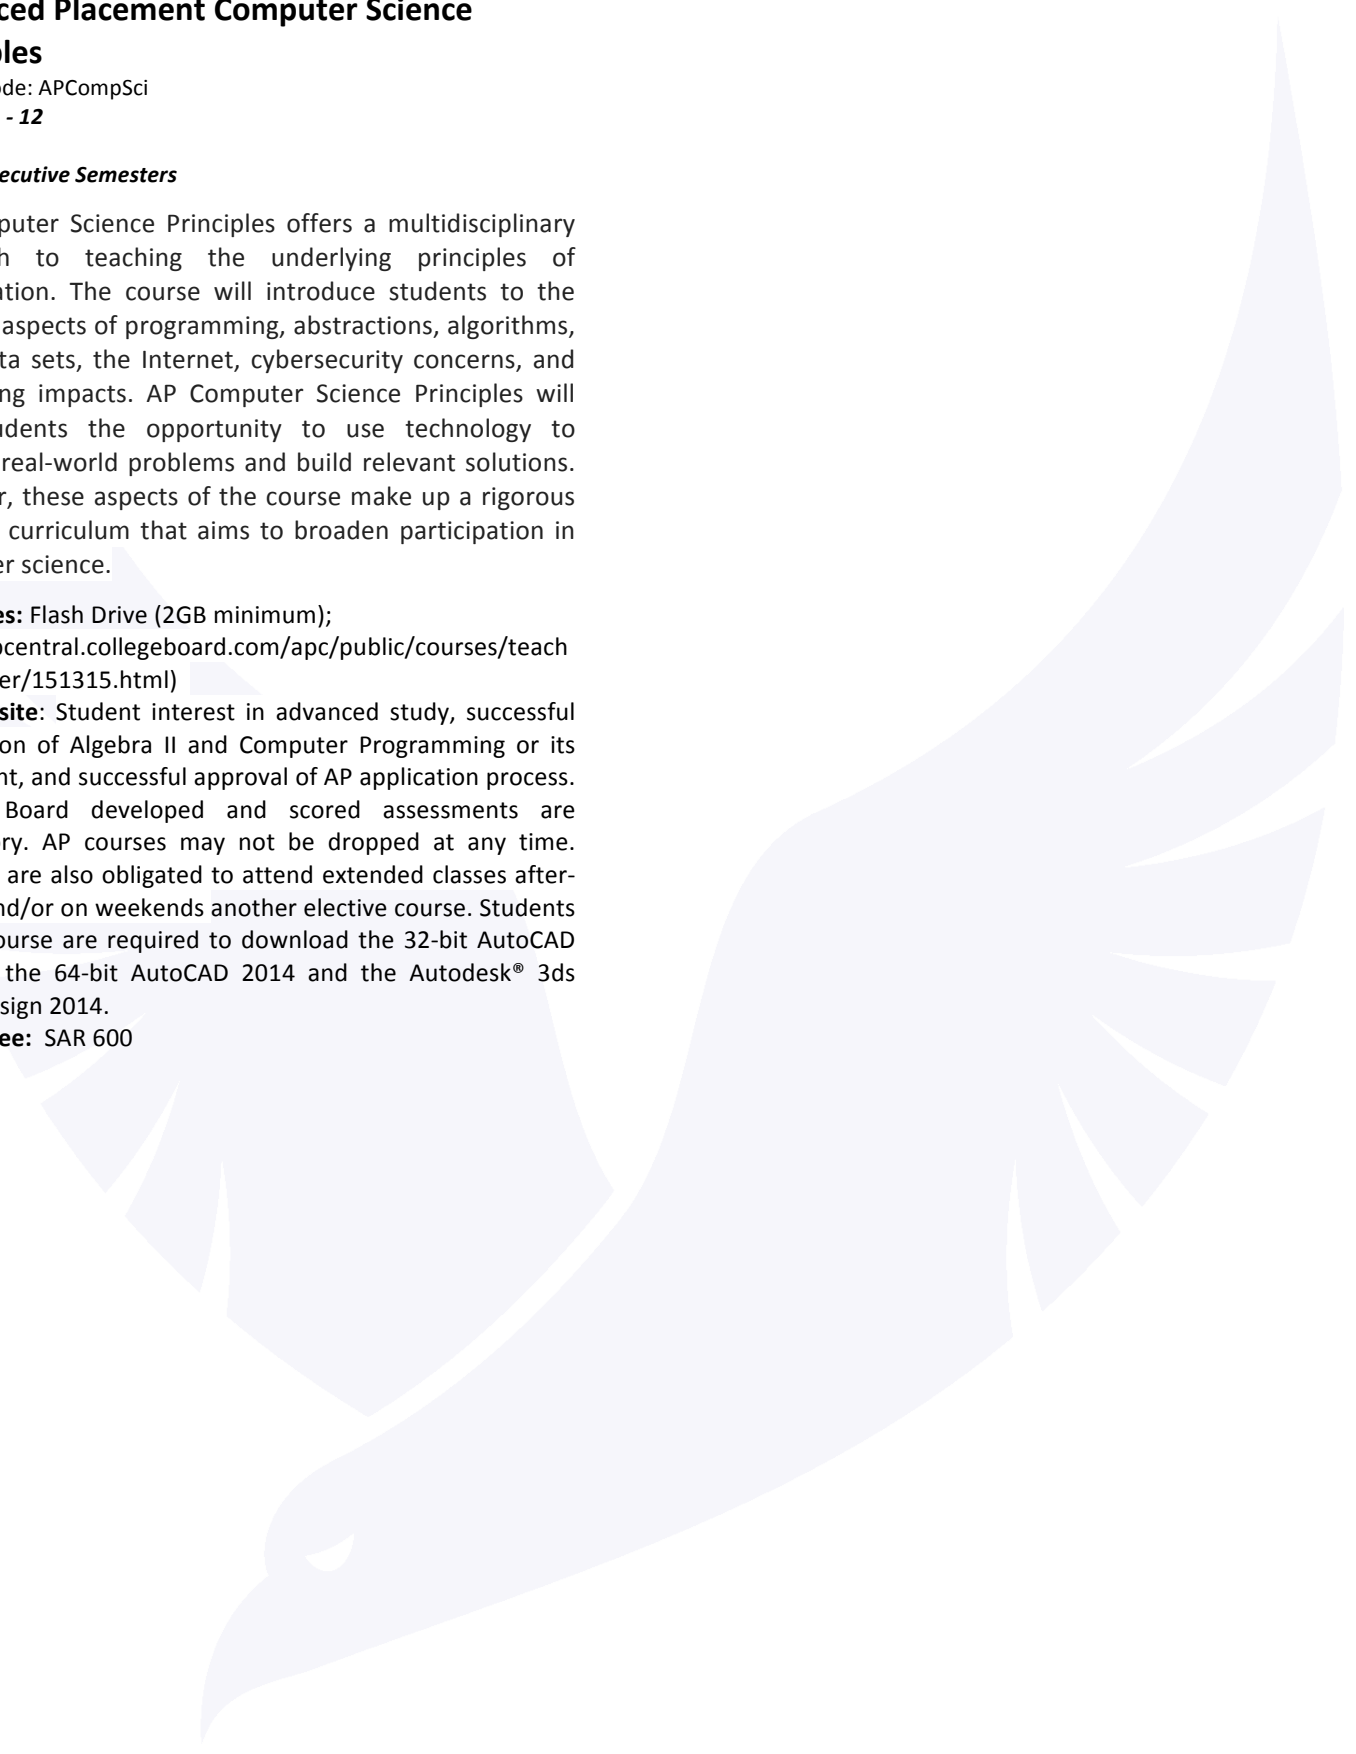 ced Placement Computer Science
les
de: APCompSci
- 12
ecutive Semesters
puter Science Principles offers a multidisciplinary
h to teaching the underlying principles of
ation. The course will introduce students to the
aspects of programming, abstractions, algorithms,
ta sets, the Internet, cybersecurity concerns, and
ng impacts. AP Computer Science Principles will
udents the opportunity to use technology to
real-world problems and build relevant solutions.
r, these aspects of the course make up a rigorous
curriculum that aims to broaden participation in
er science.
es: Flash Drive (2GB minimum);
pcentral.collegeboard.com/apc/public/courses/teach
er/151315.html)
site: Student interest in advanced study, successful
on of Algebra II and Computer Programming or its
nt, and successful approval of AP application process.
Board developed and scored assessments are
ry. AP courses may not be dropped at any time.
are also obligated to attend extended classes after-
nd/or on weekends another elective course. Students
ourse are required to download the 32-bit AutoCAD
the 64-bit AutoCAD 2014 and the Autodesk® 3ds
sign 2014.
ee: SAR 600